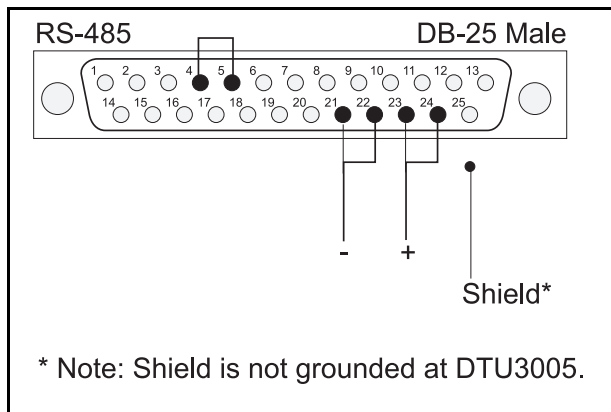 RS-485 DB-25 Male
1 2 3 4 5 6 7 8 9 10 11 12 13
14 15 16 17 18 19 20 21 22 23 24 25
- +
Shield*
* Note: Shield is not grounded at DTU3005.